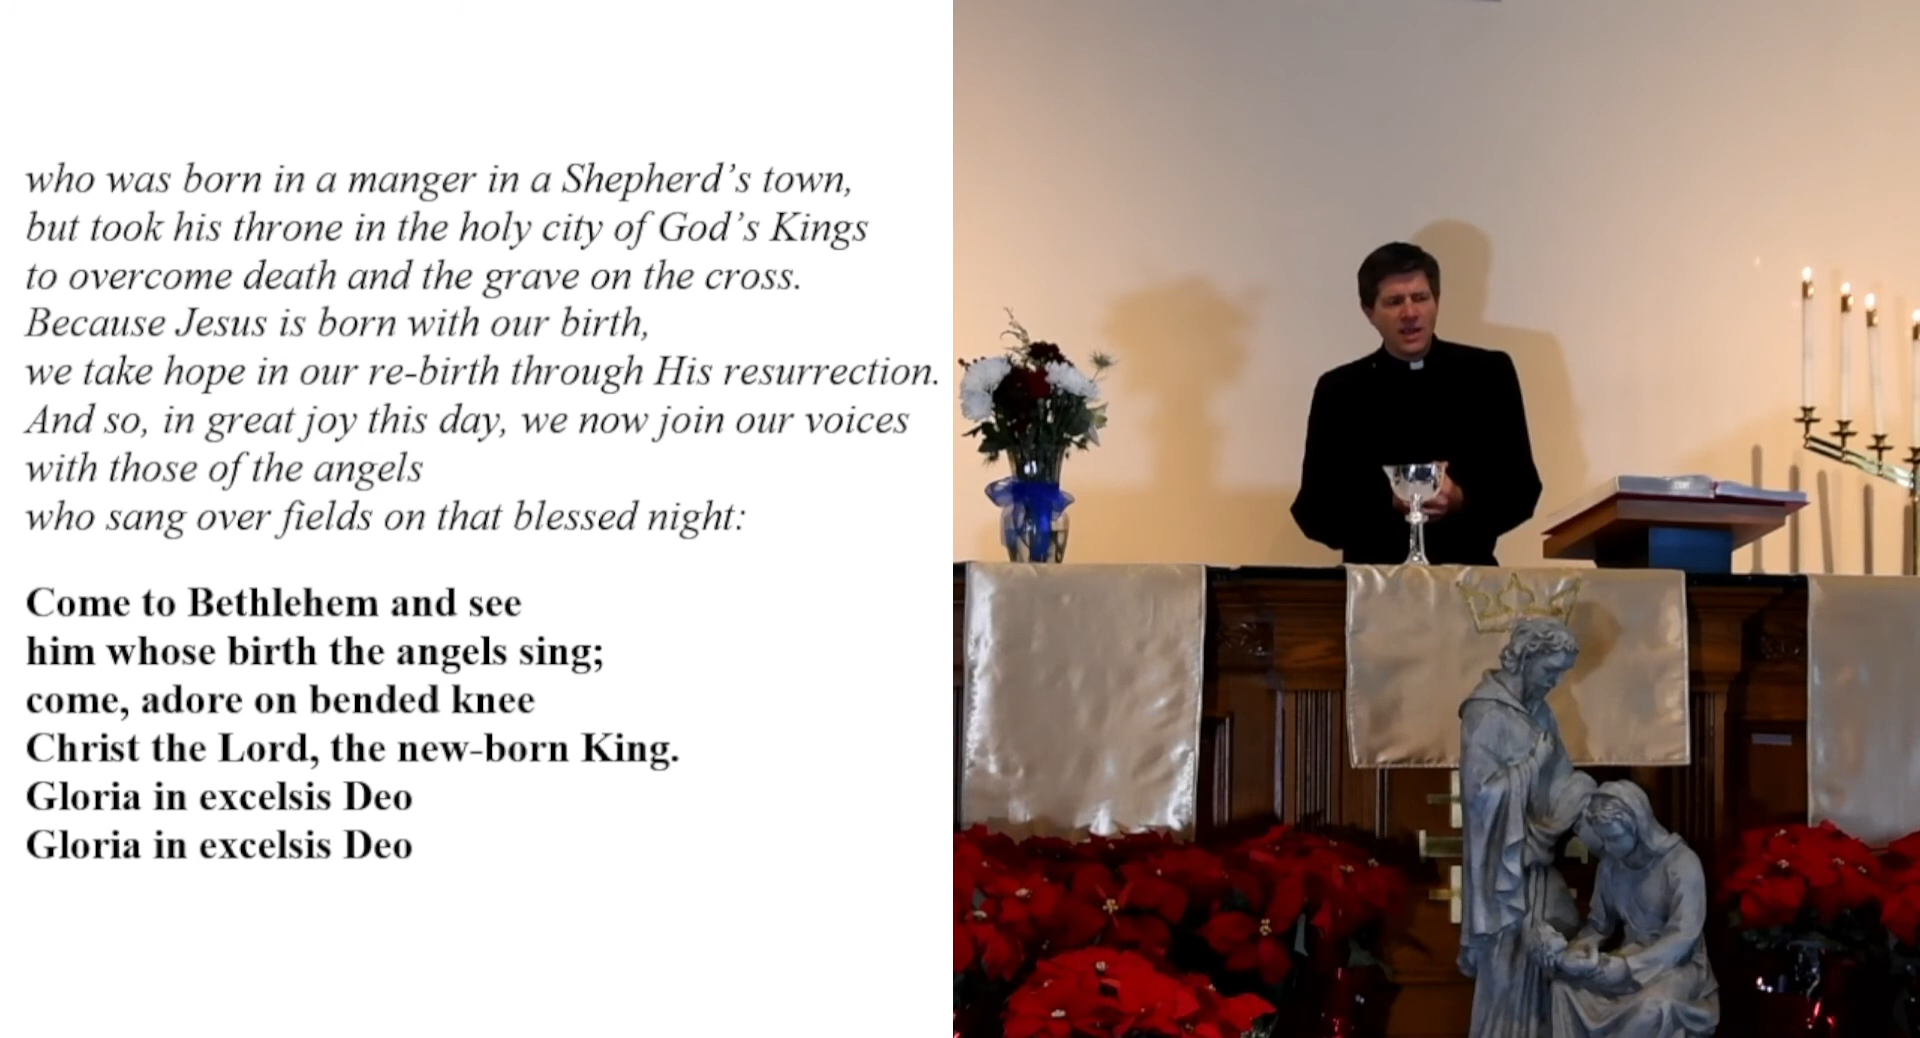 who was born in a manger in a Shepherd’s town,
but took his throne in the holy city of God’s Kings
to overcome death and the grave on the cross.
Because Jesus is born with our birth,
we take hope in our re-birth through His resurrection.
And so, in great joy this day, we now join our voices
with those of the angels
who sang over fields on that blessed night:
Come to Bethlehem and see
him whose birth the angels sing;
come, adore on bended knee
Christ the Lord, the new-born King.
Gloria in excelsis Deo
Gloria in excelsis Deo